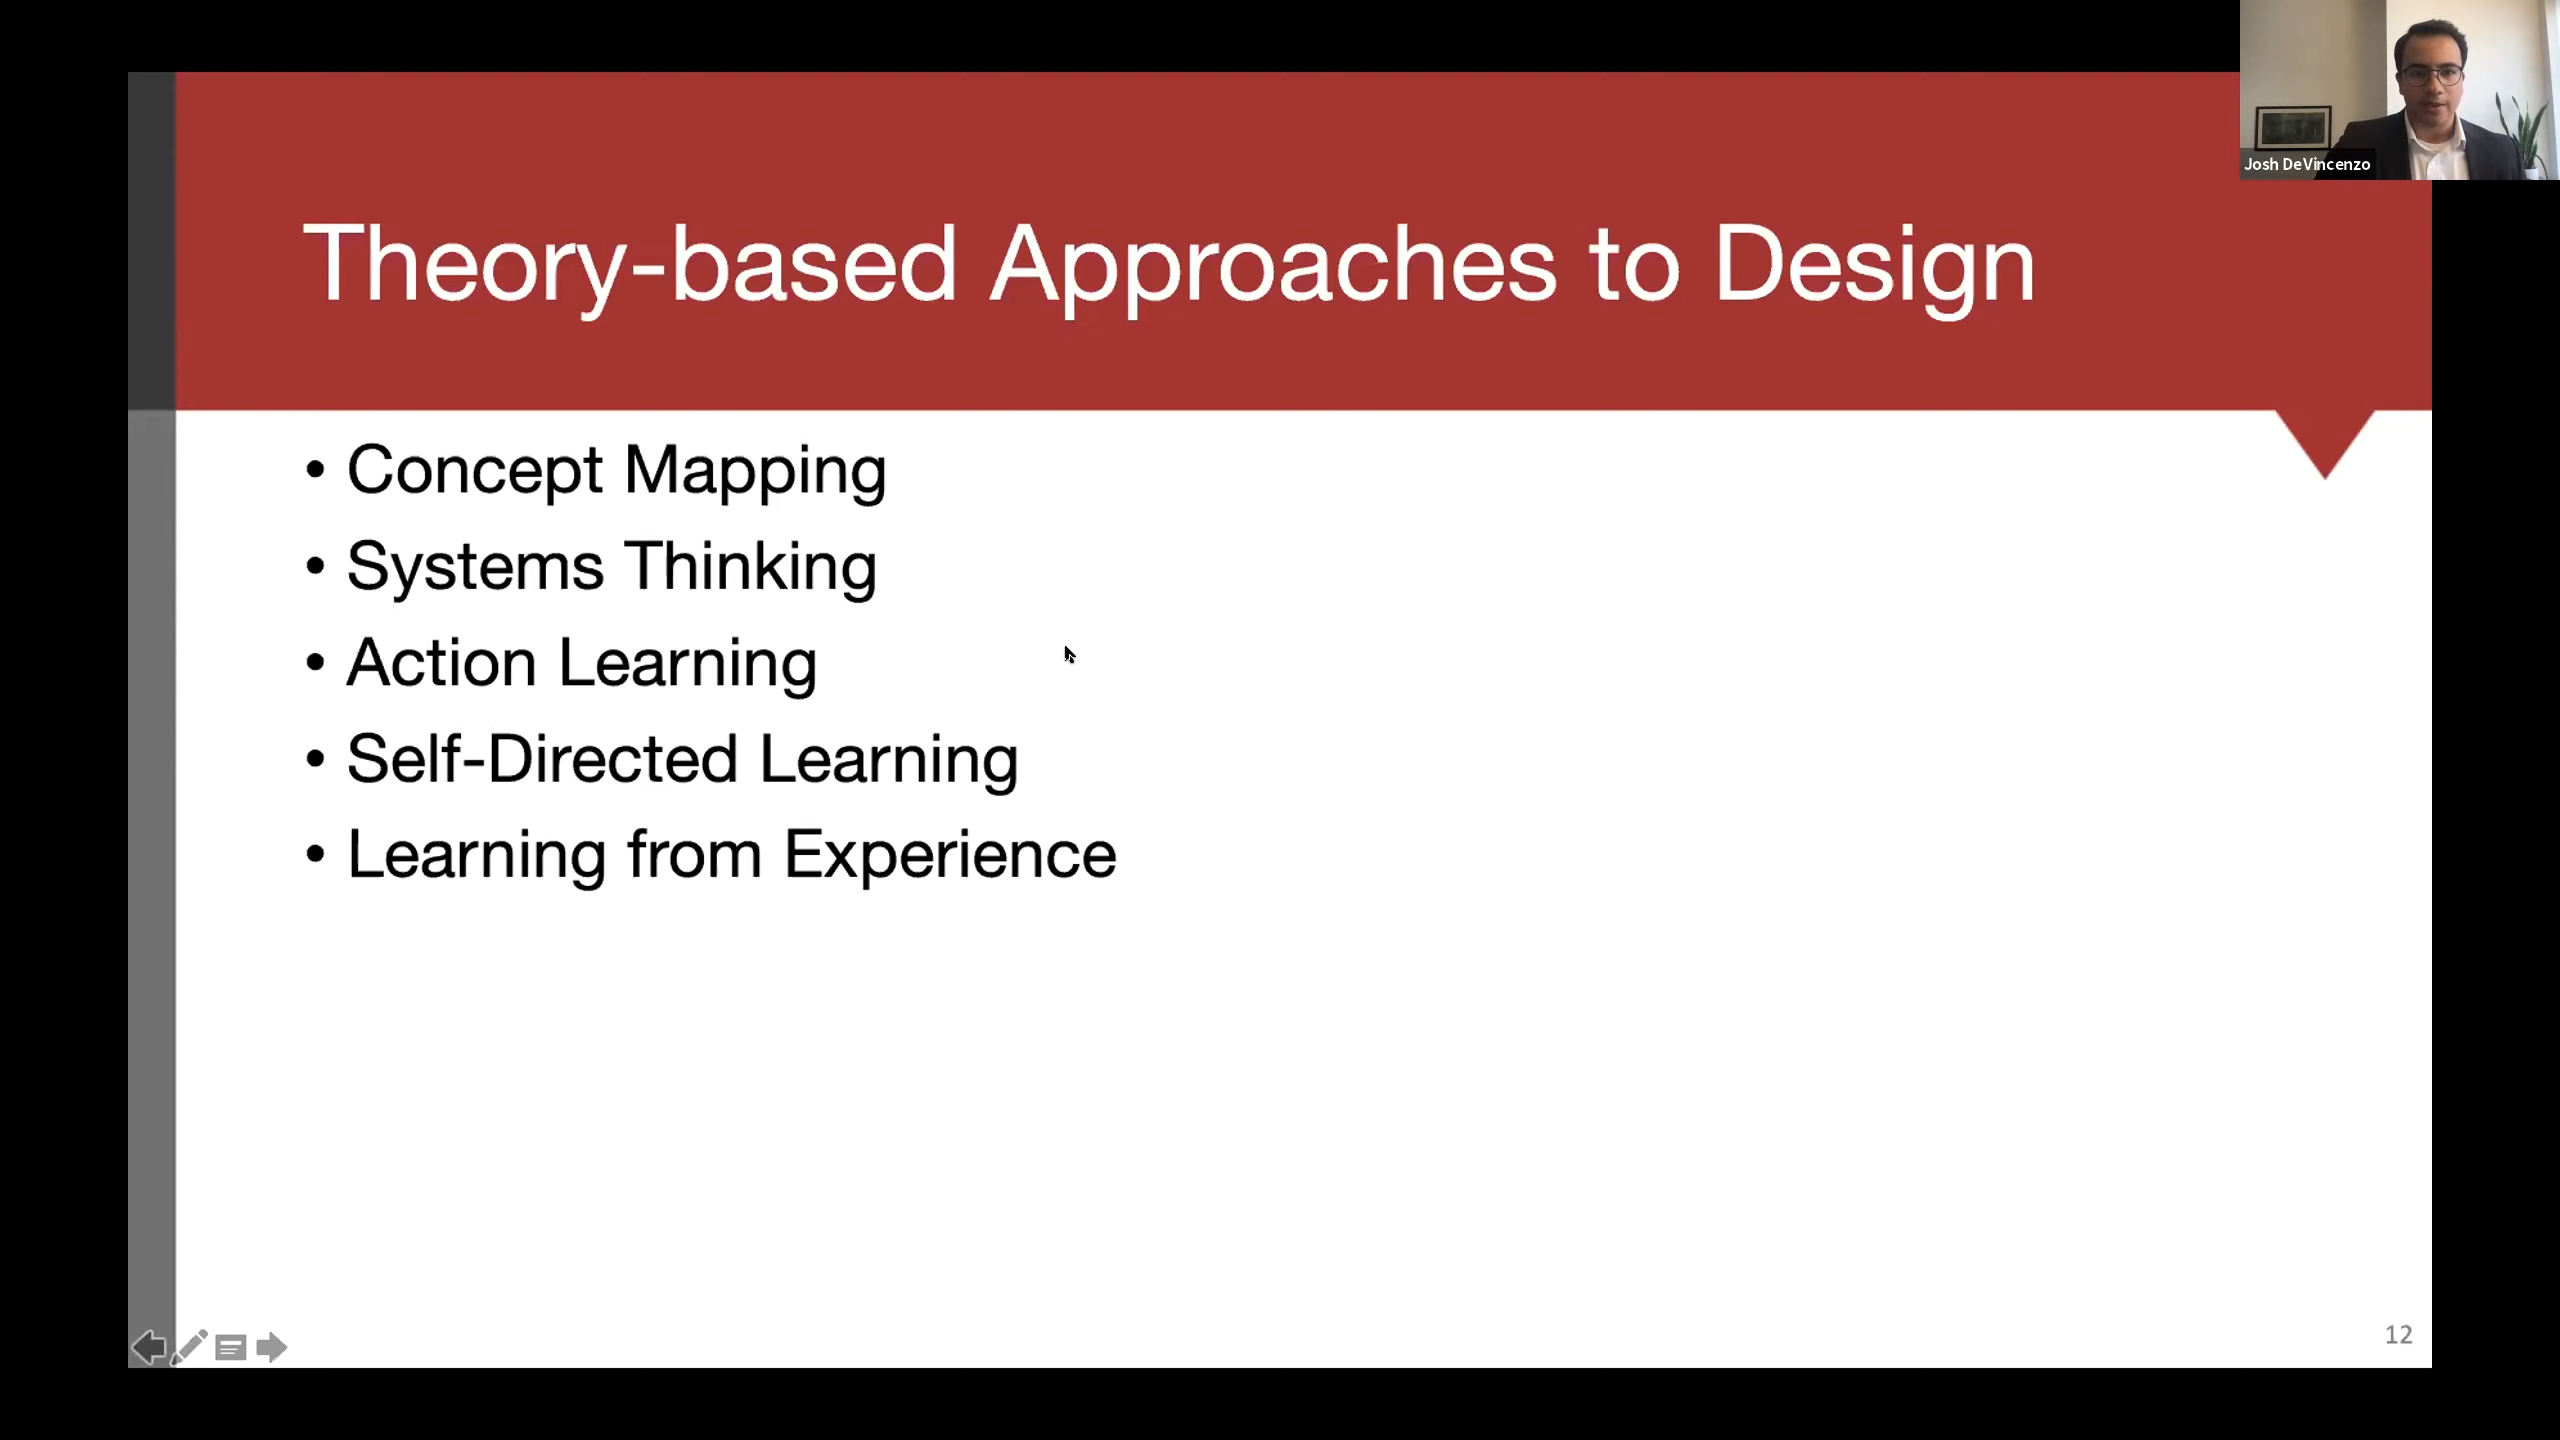 Josh DeVincenzo
Theory-based Approaches to Design
• Concept Mapping
• Systems Thinking
• Action Learning
• Self-Directed Learning
• Learning from Experience
12